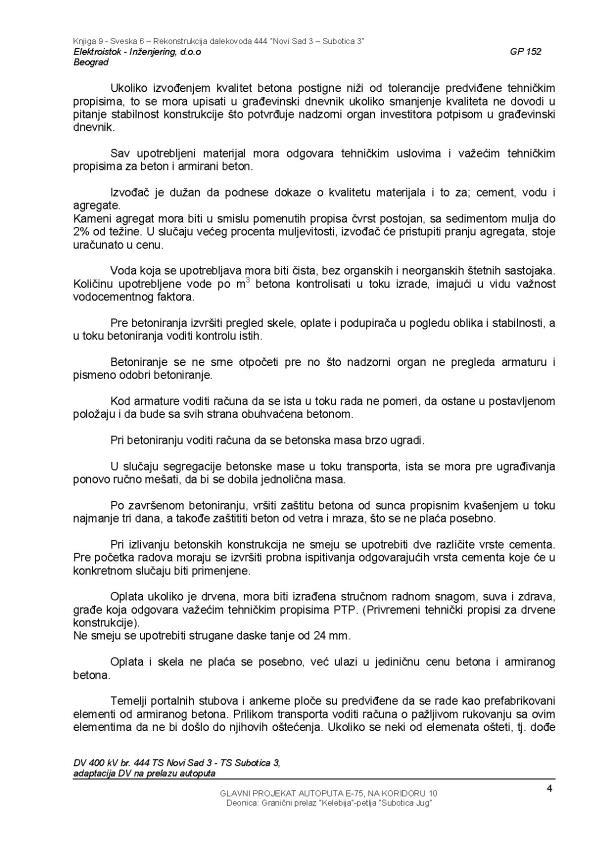 Knjiga 9 - Sveska 6 – Rekonstrukcija dalekovoda 444 "Novi Sad 3 – Subotica 3"
Elektroistok - Inženjering, d.o.o GP 152
Beograd
Ukoliko izvođenjem kvalitet betona postigne niži od tolerancije predviđene tehničkim
propisima, to se mora upisati u građevinski dnevnik ukoliko smanjenje kvaliteta ne dovodi u
pitanje stabilnost konstrukcije što potvrđuje nadzorni organ investitora potpisom u građevinski
dnevnik.
Sav upotrebljeni materijal mora odgovara tehničkim uslovima i važećim tehničkim
propisima za beton i armirani beton.
Izvođač je dužan da podnese dokaze o kvalitetu materijala i to za; cement, vodu i
agregate.
Kameni agregat mora biti u smislu pomenutih propisa čvrst postojan, sa sedimentom mulja do
2% od težine. U slučaju većeg procenta muljevitosti, izvođač će pristupiti pranju agregata, stoje
uračunato u cenu.
Voda koja se upotrebljava mora biti čista, bez organskih i neorganskih štetnih sastojaka.
Količinu upotrebljene vode po m³ betona kontrolisati u toku izrade, imajući u vidu važnost
vodocementnog faktora.
Pre betoniranja izvršiti pregled skele, oplate i podupirača u pogledu oblika i stabilnosti, a
u toku betoniranja voditi kontrolu istih.
Betoniranje se ne sme otpočeti pre no što nadzorni organ ne pregleda armaturu i
pismeno odobri betoniranje.
Kod armature voditi računa da se ista u toku rada ne pomeri, da ostane u postavljenom
položaju i da bude sa svih strana obuhvaćena betonom.
Pri betoniranju voditi računa da se betonska masa brzo ugradi.
U slučaju segregacije betonske mase u toku transporta, ista se mora pre ugrađivanja
ponovo ručno mešati, da bi se dobila jednolična masa.
Po završenom betoniranju, vršiti zaštitu betona od sunca propisnim kvašenjem u toku
najmanje tri dana, a takođe zaštititi beton od vetra i mraza, što se ne plaća posebno.
Pri izlivanju betonskih konstrukcija ne smeju se upotrebiti dve različite vrste cementa.
Pre početka radova moraju se izvršiti probna ispitivanja odgovarajućih vrsta cementa koje će u
konkretnom slučaju biti primenjene.
Oplata ukoliko je drvena, mora biti izrađena stručnom radnom snagom, suva i zdrava,
građe koja odgovara važećim tehničkim propisima PTP. (Privremeni tehnički propisi za drvene
konstrukcije).
Ne smeju se upotrebiti strugane daske tanje od 24 mm.
Oplata i skela ne plaća se posebno, već ulazi u jediničnu cenu betona i armiranog
betona.
Temelji portalnih stubova i ankerne ploče su predviđene da se rade kao prefabrikovani
elementi od armiranog betona. Prilikom transporta voditi računa o pažljivom rukovanju sa ovim
elementima da ne bi došlo do njihovih oštećenja. Ukoliko se neki od elemenata ošteti, tj. dođe
DV 400 kV br. 444 TS Novi Sad 3 - TS Subotica 3,
adaptacija DV na prelazu autoputa
4
GLAVNI PROJEKAT AUTOPUTA E-75, NA KORIDORU 10
Deonica: Granični prelaz "Kelebija"-petlja "Subotica Jug"